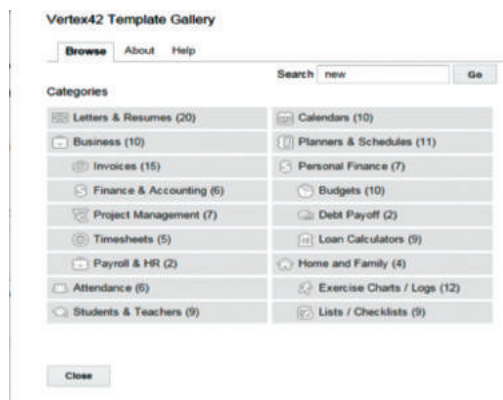 Vertex42 Template Gallery
Browse About Help
Search new Go
Categories
Letters & Resumes (20)
Business (10)
Invoices (15)
Finance & Accounting (6)
Project Management (7)
Timesheets (5)
Payroll & HR (2)
Attendance (6)
Students & Teachers (9)
Calendars (10)
Planners & Schedules (11)
Personal Finance (7)
Budgets (10)
Debt Payoff (2)
Loan Calculators (9)
Home and Family (4)
Exercise Charts / Logs (12)
Lists / Checklists (9)
Close